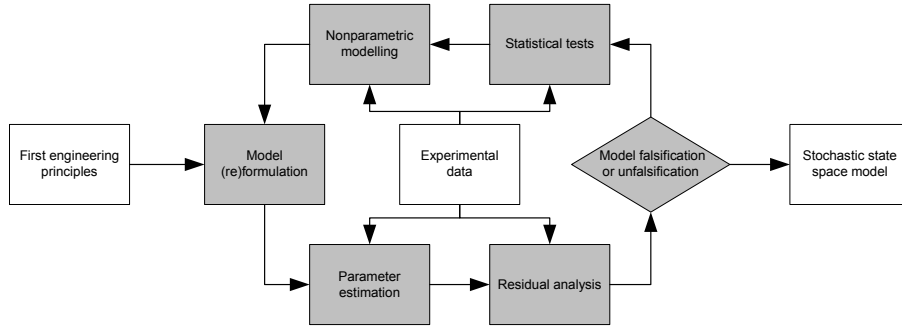 Nonparametric
modelling
Statistical tests
First engineering
principles
Model
(re)formulation
Experimental
data
Model falsification
or unfalsification
Stochastic state
space model
Parameter
estimation
Residual analysis